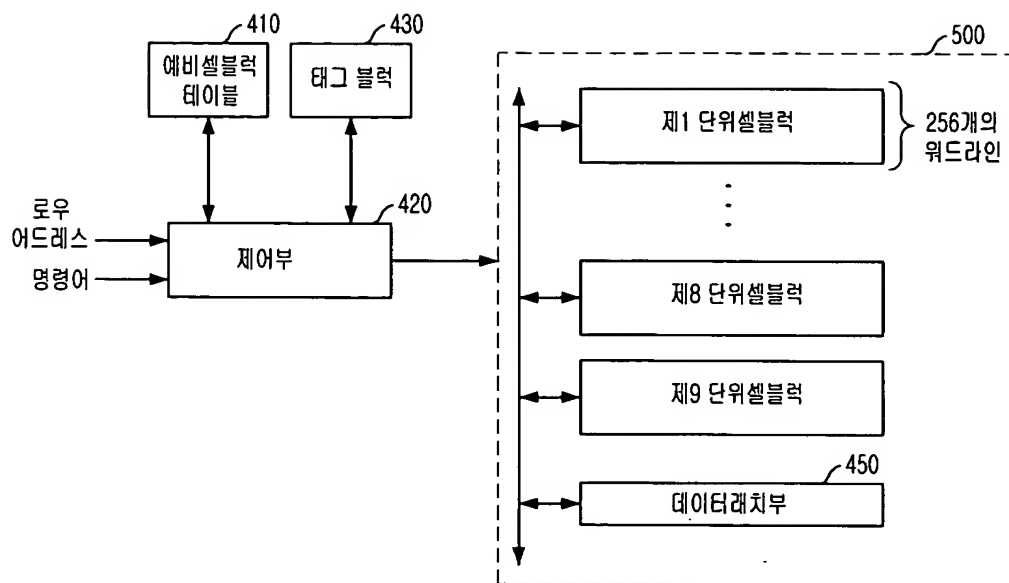 410
430
500
예비셀블럭
테이블
태그 블럭
제1 단위셀블럭
256개의
워드라인
420
로우
어드레스
명령어
제어부
제8 단위셀블럭
제9 단위셀블럭
450
데이터래치부